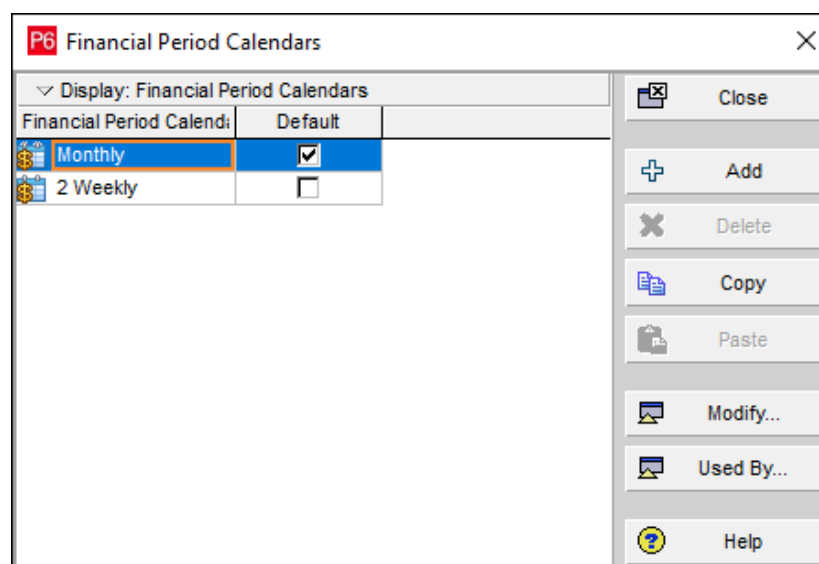 P6 Financial Period Calendars
Display: Financial Period Calendars
Financial Period Calend
Default
Monthly
2 Weekly
Close
Add
Delete
Copy
Paste
Modify...
Used By...
Help